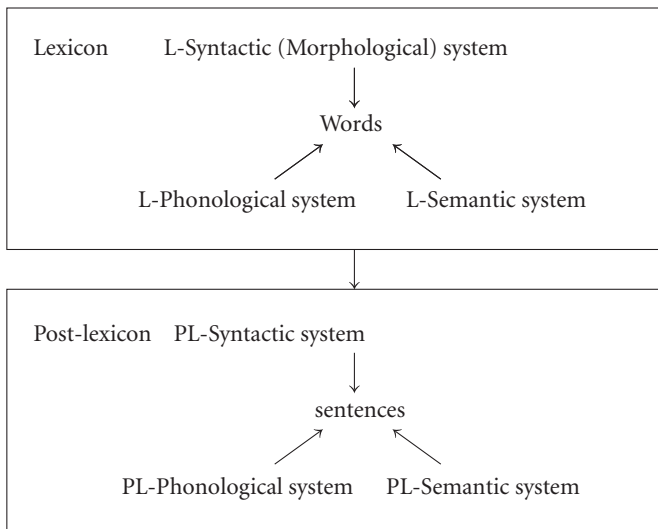 Lexicon L-Syntactic (Morphological) system
Words
L-Phonological system L-Semantic system
Post-lexicon PL-Syntactic system
sentences
PL-Phonological system PL-Semantic system